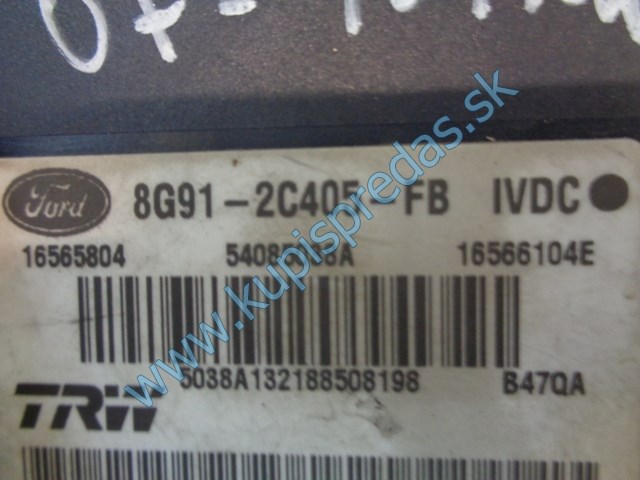 Ford 8G91-2C405-FB IVDC
16565804 16566104E
5038A132188508198 B47QA
TRW
www.kupispredas.sk